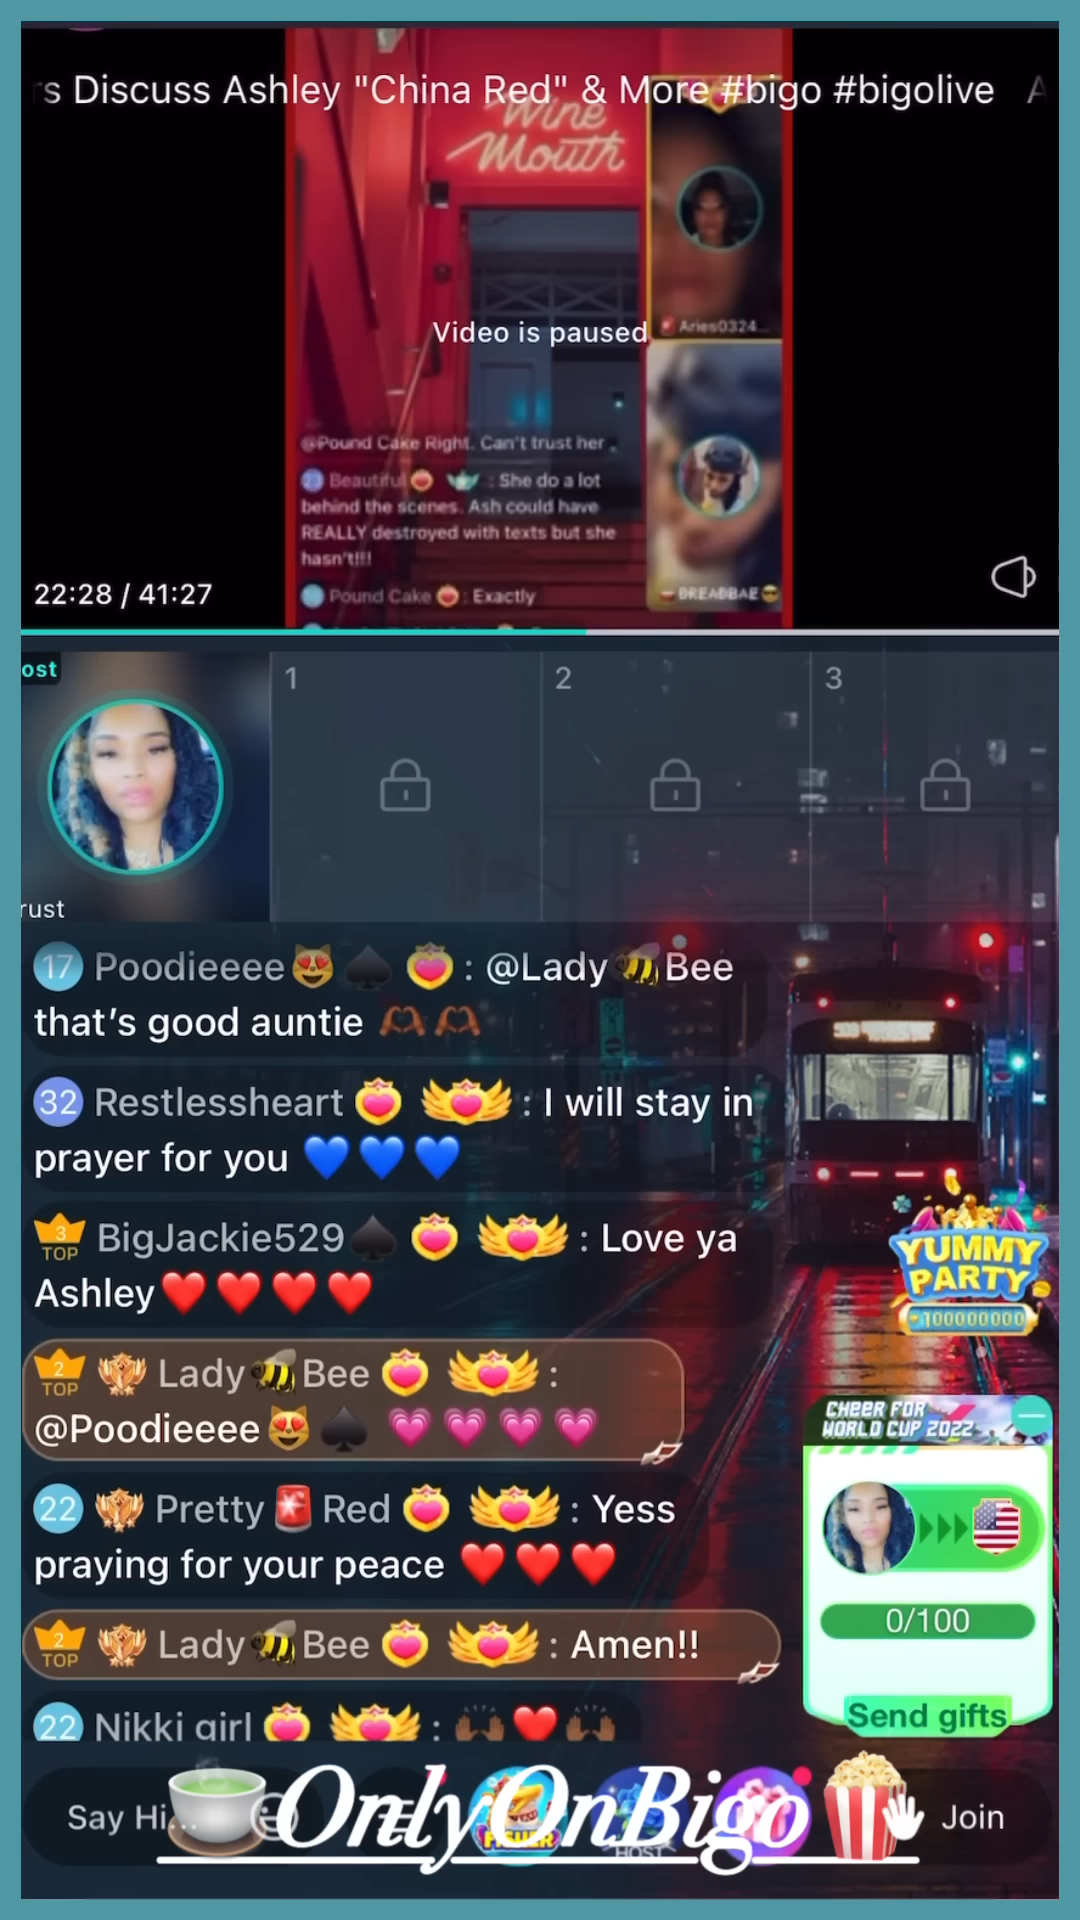 rs Discuss Ashley "China Red" & More #bigo #bigolive A
Wine
Mouth
Aries0324...
Video is paused
@Pound Cake Right. Can't trust her .
23 Beautiful : She do a lot
behind the scenes. Ash could have
REALLY destroyed with texts but she
hasn't!!!
Pound Cake : Exactly
DREADBAE
22:28 / 41:27
ost
1
2
3
rust
17 Poodieeee😻♠️ : @Lady🐝Bee
that's good auntie 🫶🏾🫶🏾
32 Restlessheart : I will stay in
prayer for you 💙💙💙
3 TOP BigJackie529♠️ : Love ya
Ashley❤️❤️❤️❤️
2 TOP Lady🐝Bee :
@Poodieeee😻♠️ 💗💗💗💗
22 Pretty🚨Red : Yess
praying for your peace ❤️❤️❤️
2 TOP Lady🐝Bee : Amen!!
22 Nikki girl : 🙌🏾❤️🙌🏾
YUMMY
PARTY
100000000
CHEER FOR
WORLD CUP 2022
0/100
Send gifts
Say Hi...
🍵OnlyOnBigo🍿
FISHER
HOST
Join